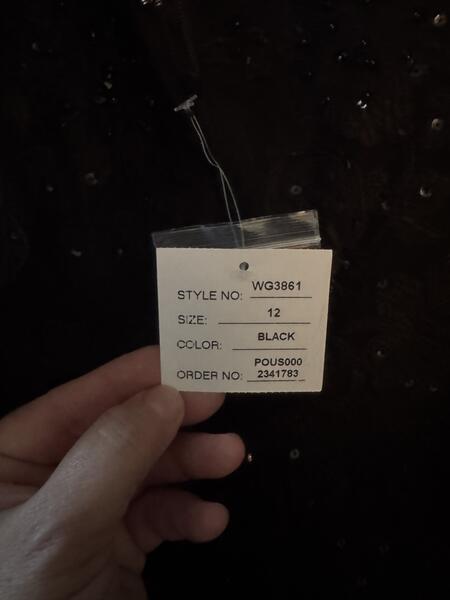 STYLE NO: WG3861
SIZE: 12
COLOR: BLACK
POUS000
ORDER NO: 2341783